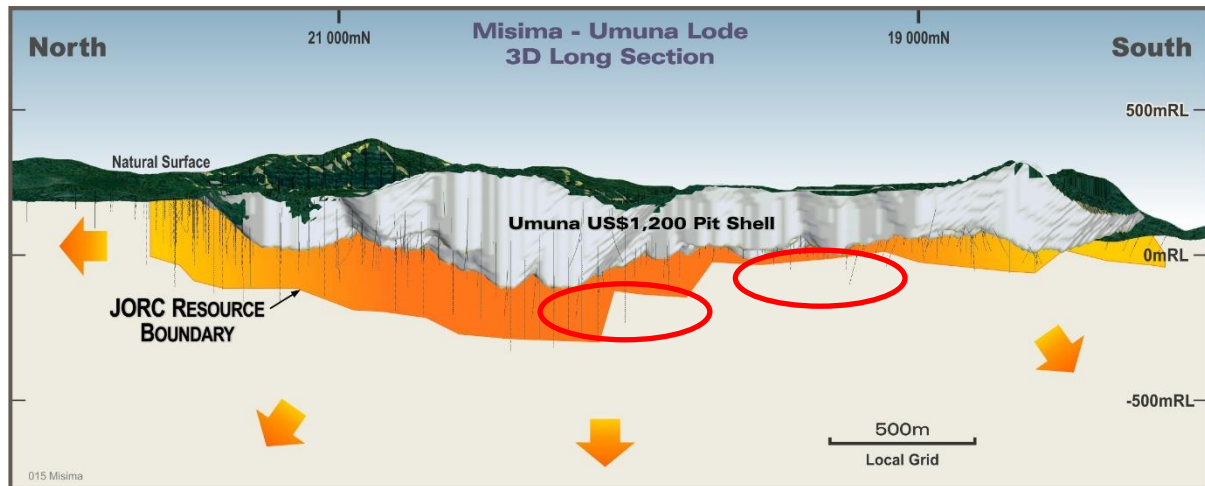 North
21 000mN
Misima - Umuna Lode
3D Long Section
19 000mN
South
500mRL
Natural Surface
Umuna US$1,200 Pit Shell
0mRL
JORC RESOURCE
BOUNDARY
-500mRL
500m
Local Grid
015 Misima